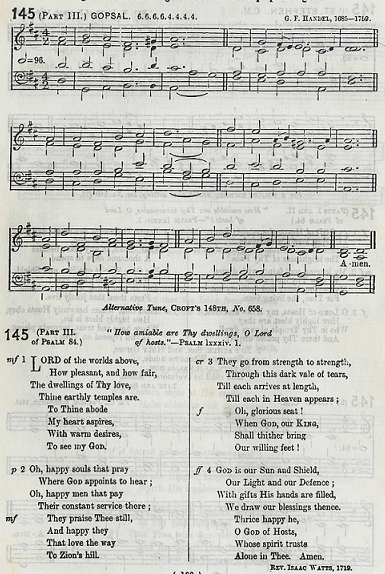 145 (PART III.) GOPSAL. 6.6.6.6.4.4.4.4. G. F. HANDEL, 1685—1759.
=96.
A-men.
Alternative Tune, CROFT'S 148TH, No. 658.
145 (PART III. of PSALM 84.)
"How amiable are Thy dwellings, O Lord
of hosts."—PSALM lxxxiv. 1.
mf 1 LORD of the worlds above,
How pleasant, and how fair,
The dwellings of Thy love,
Thine earthly temples are.
To Thine abode
My heart aspires,
With warm desires,
To see my GOD.
p 2 Oh, happy souls that pray
Where GOD appoints to hear;
Oh, happy men that pay
Their constant service there;
mf They praise Thee still,
And happy they
That love the way
To Zion's hill.
cr 3 They go from strength to strength,
Through this dark vale of tears,
Till each arrives at length,
Till each in Heaven appears;
f Oh, glorious seat!
When GOD, our KING,
Shall thither bring
Our willing feet!
ff 4 GOD is our Sun and Shield,
Our Light and our Defence;
With gifts His hands are filled,
We draw our blessings thence.
Thrice happy he,
O GOD of Hosts,
Whose spirit trusts
Alone in Thee. Amen.
REV. ISAAC WATTS, 1719.